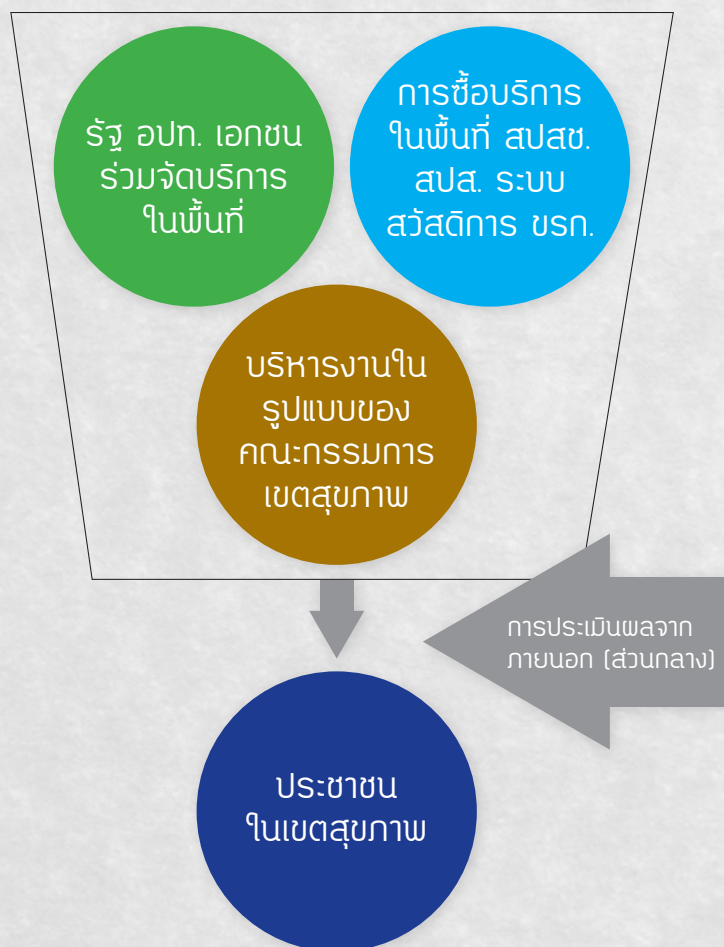 รัฐ อปท. เอกชน
ร่วมจัดบริการ
ในพื้นที่
การซื้อบริการ
ในพื้นที่ สปสช.
สปส. ระบบ
สวัสดิการ ขรก.
บริหารงานใน
รูปแบบของ
คณะกรรมการ
เขตสุขภาพ
การประเมินผลจาก
ภายนอก (ส่วนกลาง)
ประชาชน
ในเขตสุขภาพ